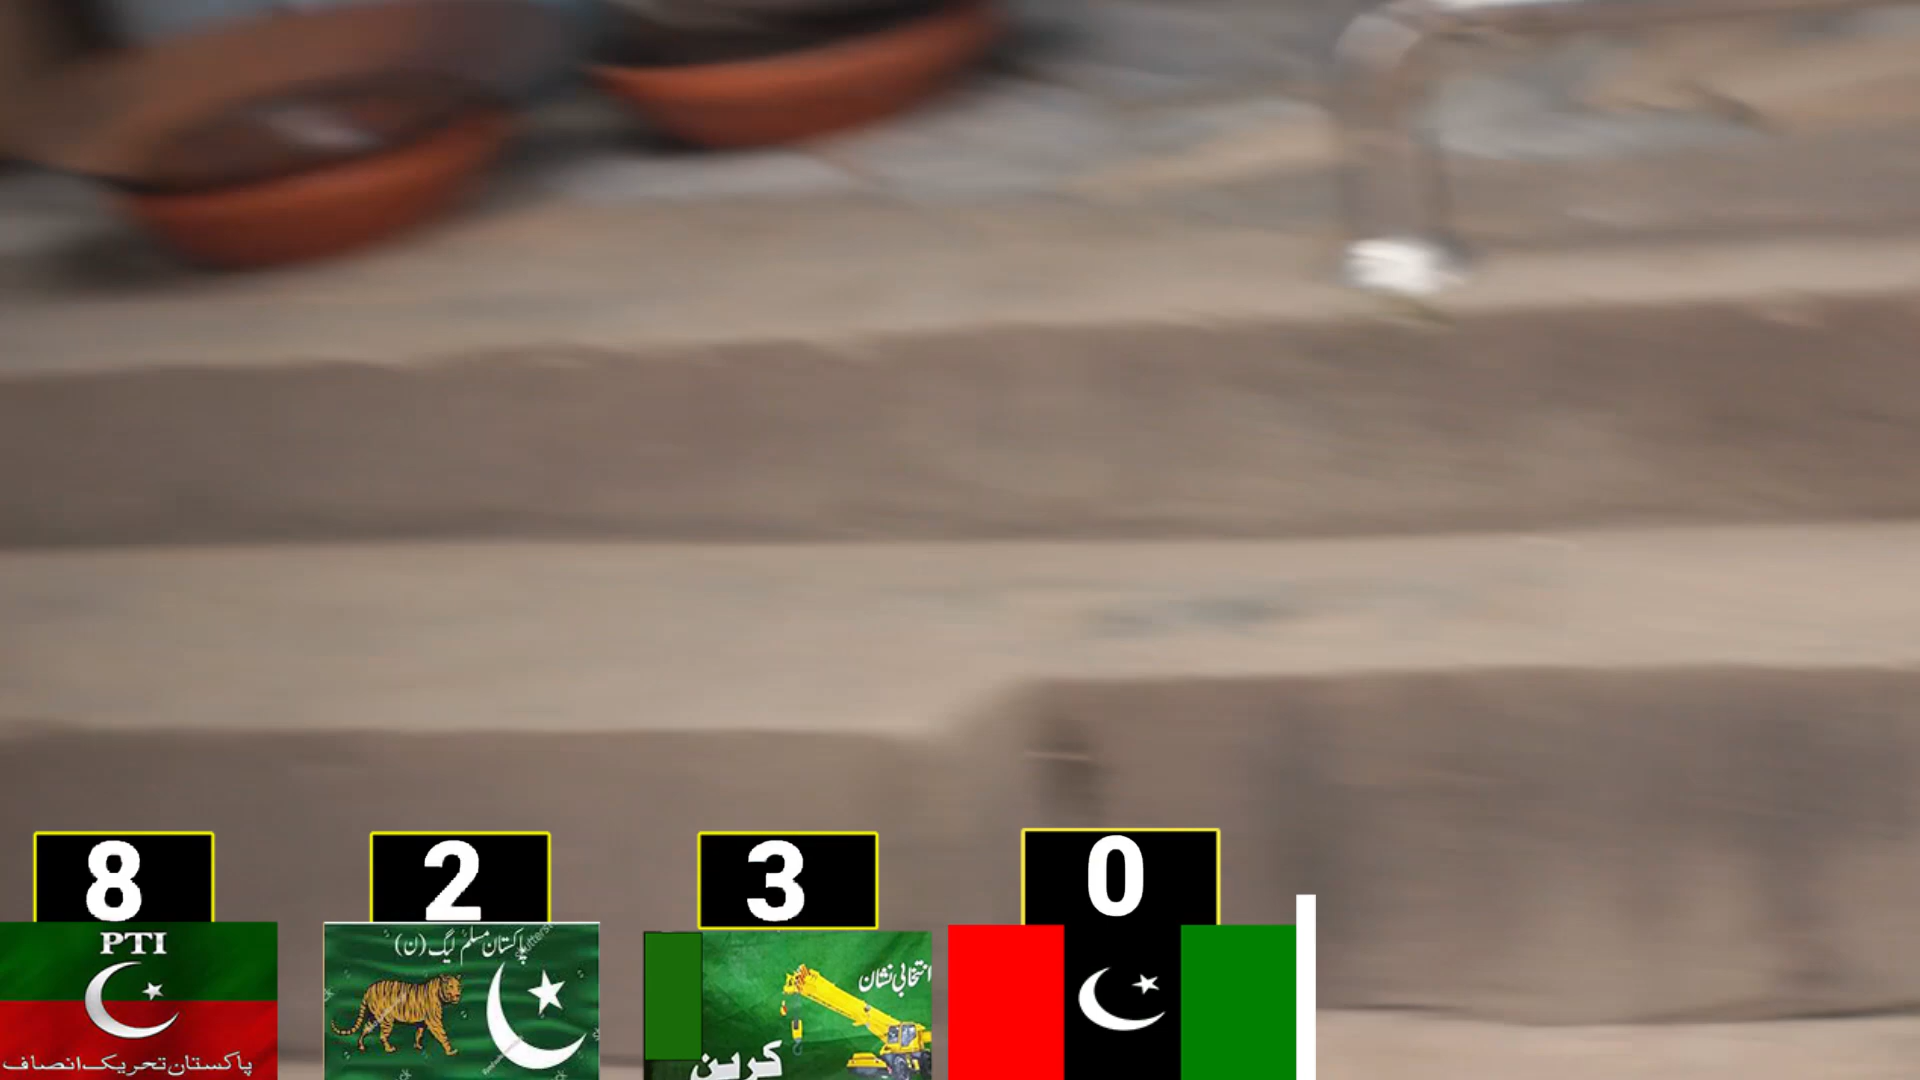 8
2
3
0
PTI
پاکستان تحریک انصاف
پاکستان مسلم لیگ (ن)
انتخابی نشان
کرین